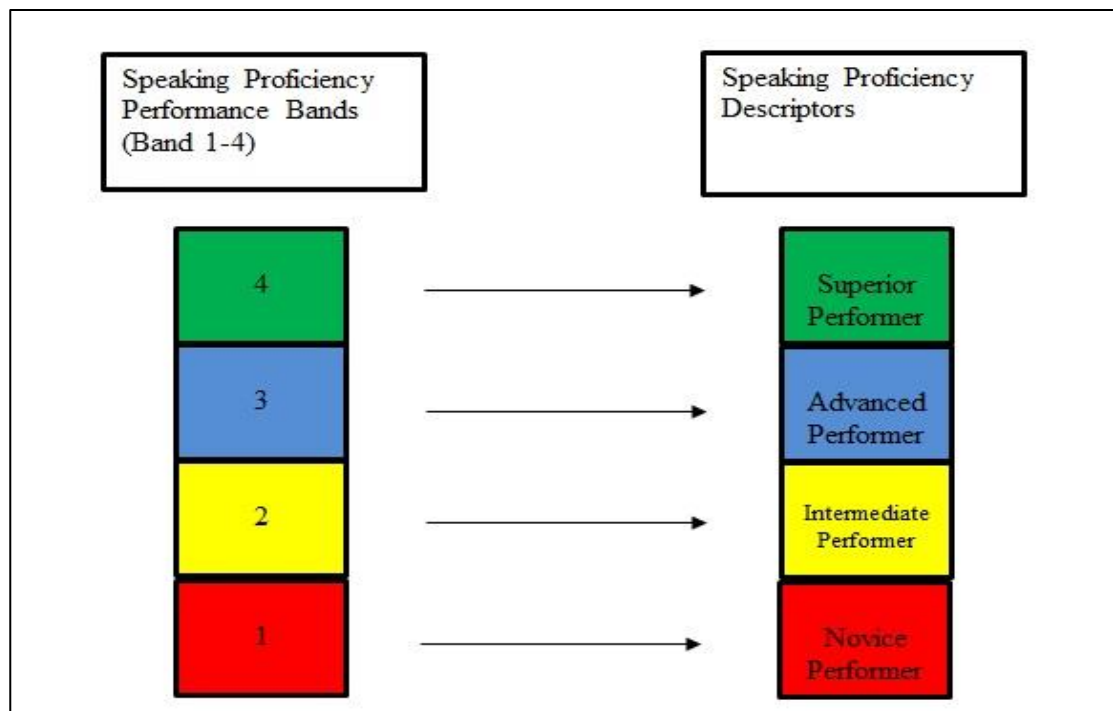 Speaking Proficiency
Performance Bands
(Band 1-4)
Speaking Proficiency
Descriptors
4
Superior
Performer
3
Advanced
Performer
2
Intermediate
Performer
1
Novice
Performer